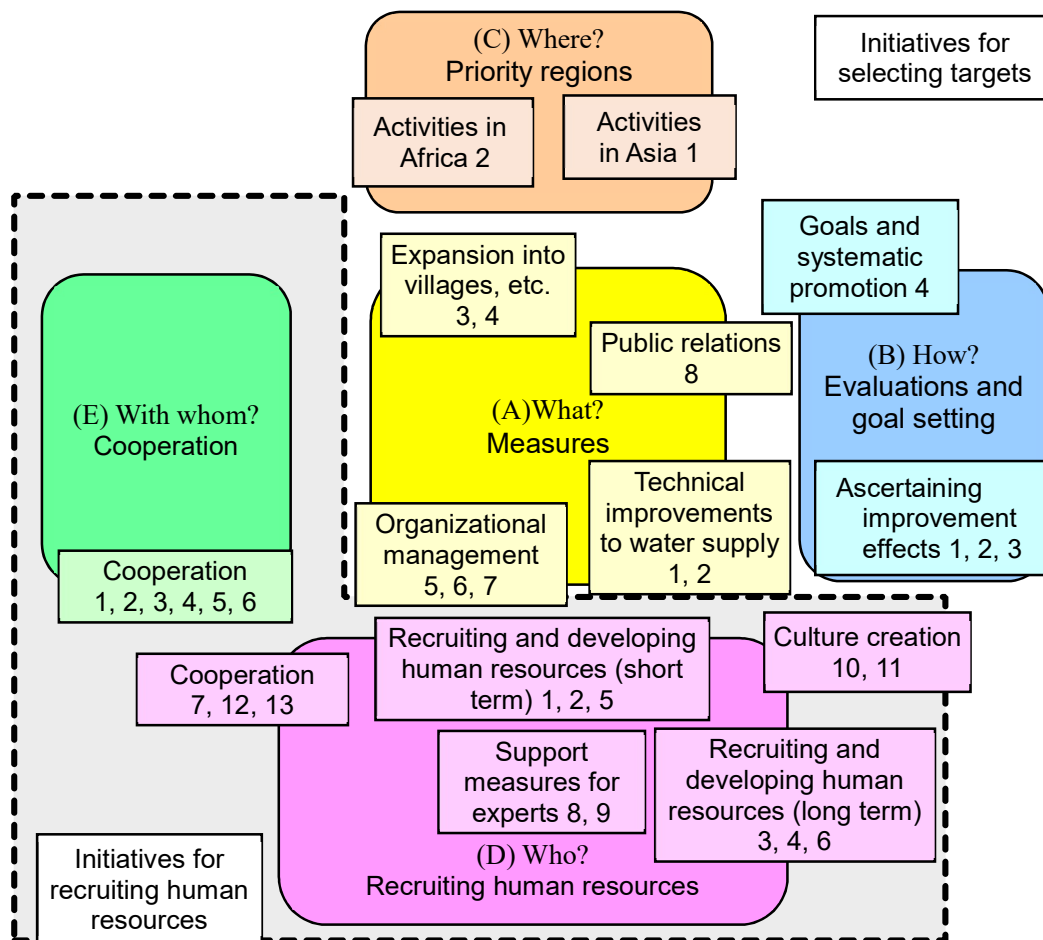 (C) Where?
Priority regions
Activities in
Africa 2
Activities
in Asia 1
Initiatives for
selecting targets
Expansion into
villages, etc.
3, 4
Public relations
8
(A)What?
Measures
Organizational
management
5, 6, 7
Technical
improvements
to water supply
1, 2
Goals and
systematic
promotion 4
(B) How?
Evaluations and
goal setting
Ascertaining
improvement
effects 1, 2, 3
(E) With whom?
Cooperation
Cooperation
1, 2, 3, 4, 5, 6
Cooperation
7, 12, 13
Recruiting and developing
human resources (short
term) 1, 2, 5
Culture creation
10, 11
Support
measures for
experts 8, 9
Recruiting and
developing human
resources (long term)
3, 4, 6
(D) Who?
Recruiting human resources
Initiatives for
recruiting human
resources